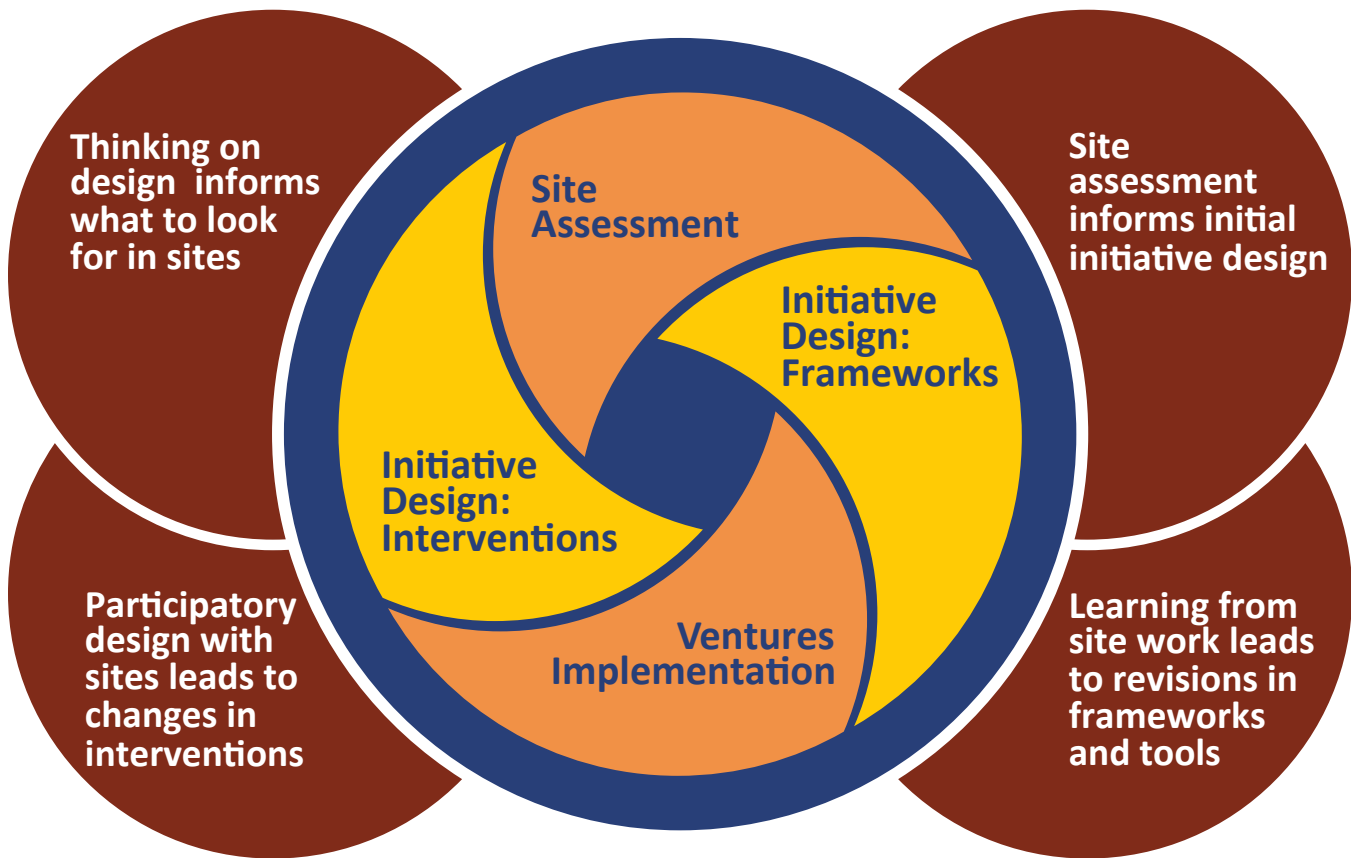 Thinking on
design informs
what to look
for in sites
Site
Assessment
Site
assessment
informs initial
initiative design
Initiative
Design:
Frameworks
Initiative
Design:
Interventions
Ventures
Implementation
Participatory
design with
sites leads to
changes in
interventions
Learning from
site work leads
to revisions in
frameworks
and tools